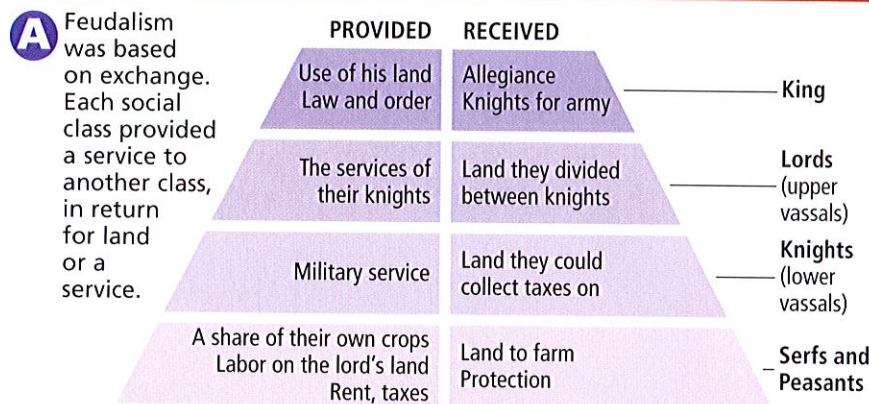 A
Feudalism
was based
on exchange.
Each social
class provided
a service to
another class,
in return
for land
or a
service.
PROVIDED RECEIVED
Use of his land
Law and order
Allegiance
Knights for army
King
The services of
their knights
Land they divided
between knights
Lords
(upper
vassals)
Military service
Land they could
collect taxes on
Knights
(lower
vassals)
A share of their own crops
Labor on the lord's land
Rent, taxes
Land to farm
Protection
Serfs and
Peasants